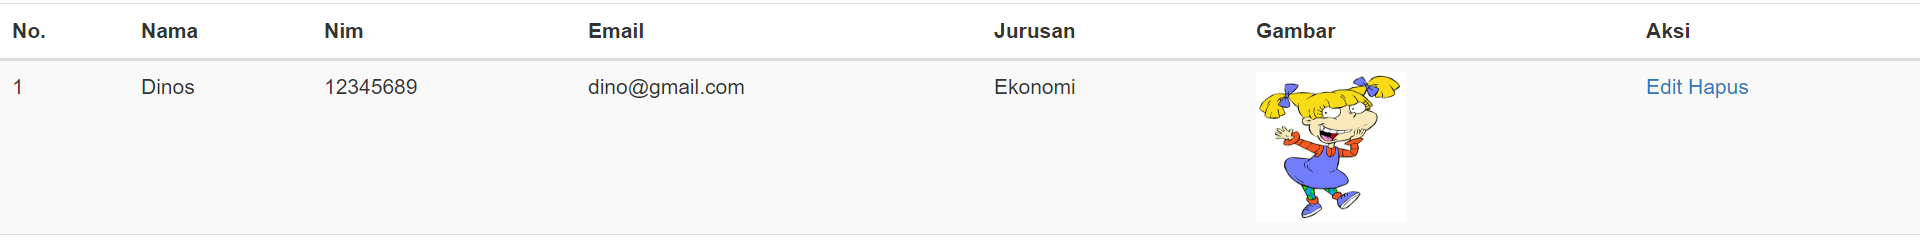 No. Nama Nim Email Jurusan Gambar Aksi
1 Dinos 12345689 dino@gmail.com Ekonomi Edit Hapus